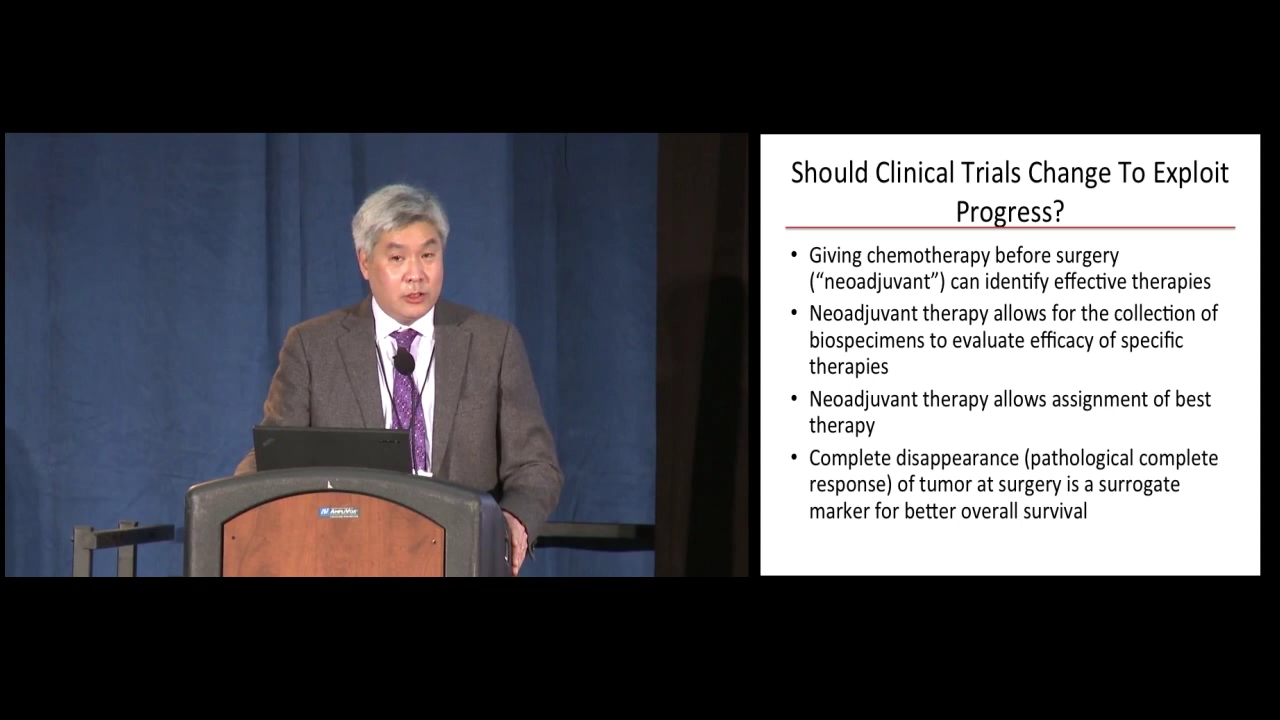 Should Clinical Trials Change To Exploit
Progress?
• Giving chemotherapy before surgery
(“neoadjuvant”) can identify effective therapies
• Neoadjuvant therapy allows for the collection of
biospecimens to evaluate efficacy of specific
therapies
• Neoadjuvant therapy allows assignment of best
therapy
• Complete disappearance (pathological complete
response) of tumor at surgery is a surrogate
marker for better overall survival